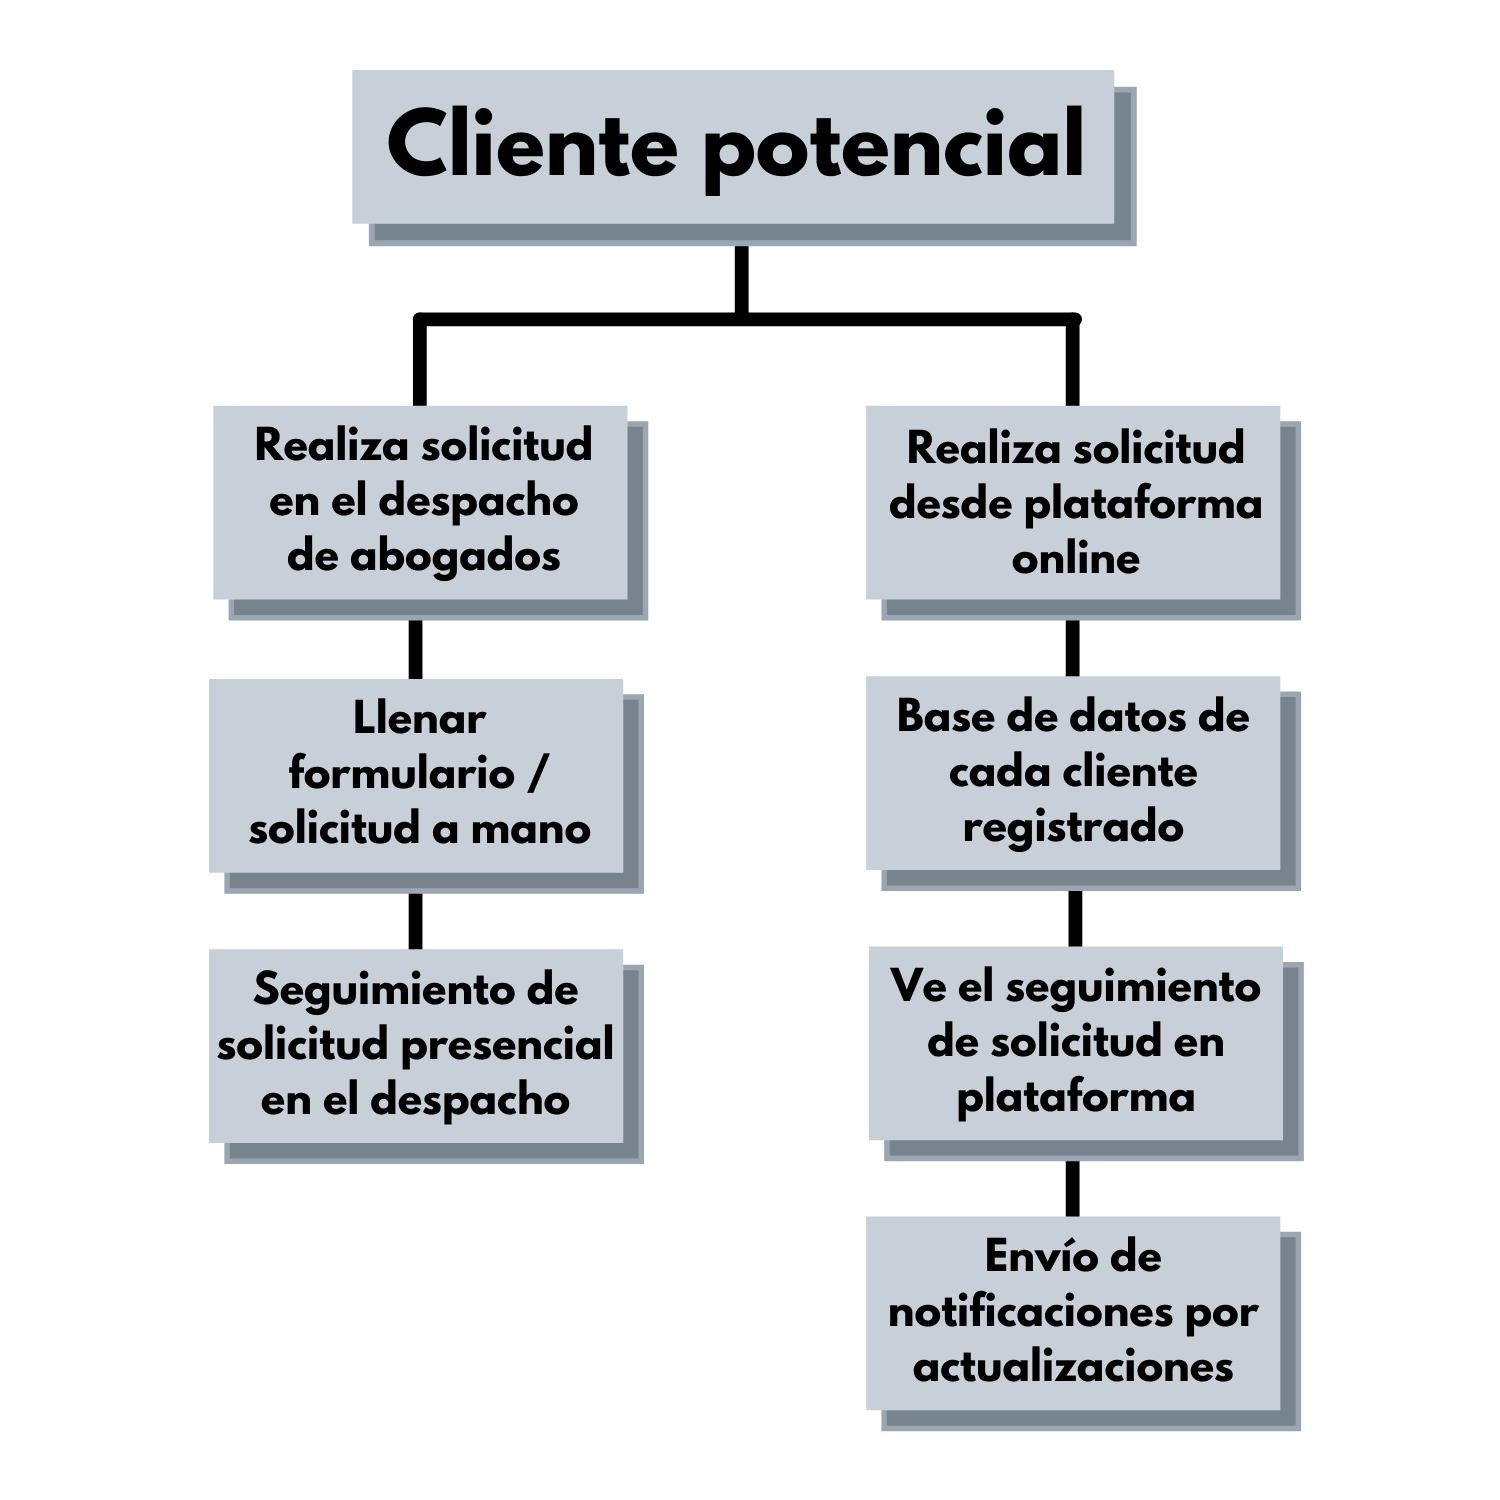 Cliente potencial
Realiza solicitud
en el despacho
de abogados
Llenar
formulario /
solicitud a mano
Seguimiento de
solicitud presencial
en el despacho
Realiza solicitud
desde plataforma
online
Base de datos de
cada cliente
registrado
Ve el seguimiento
de solicitud en
plataforma
Envío de
notificaciones por
actualizaciones